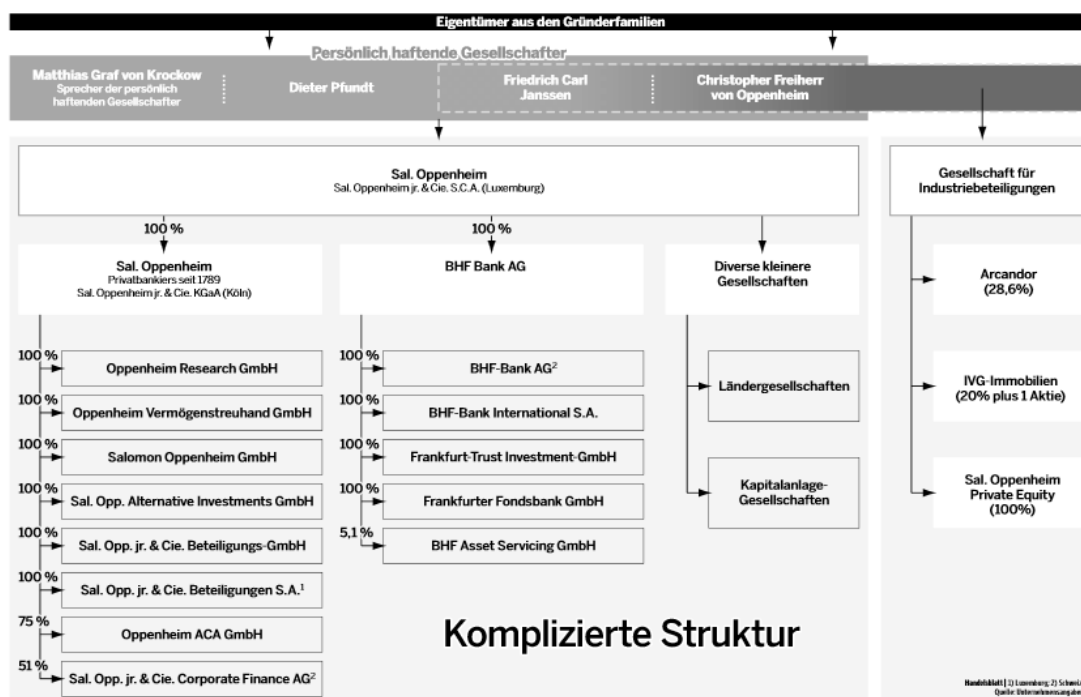 Eigentümer aus den Gründerfamilien
Persönlich haftende Gesellschafter
Matthias Graf von Krockow
Sprecher der persönlich
haftenden Gesellschafter
Dieter Pfundt
Friedrich Carl
Janssen
Christopher Freiherr
von Oppenheim
Sal. Oppenheim
Sal. Oppenheim jr. & Cie. S.C.A. (Luxemburg)
Gesellschaft für
Industriebeteiligungen
100 %
100 %
Sal. Oppenheim
Privatbankiers seit 1789
Sal. Oppenheim jr. & Cie. KGaA (Köln)
BHF Bank AG
Diverse kleinere
Gesellschaften
100 %
Oppenheim Research GmbH
100 %
Oppenheim Vermögenstreuhand GmbH
100 %
Salomon Oppenheim GmbH
100 %
Sal. Opp. Alternative Investments GmbH
100 %
Sal. Opp. jr. & Cie. Beteiligungs-GmbH
100 %
Sal. Opp. jr. & Cie. Beteiligungen S.A.¹
75 %
Oppenheim ACA GmbH
51 %
Sal. Opp. jr. & Cie. Corporate Finance AG²
100 %
BHF-Bank AG²
100 %
BHF-Bank International S.A.
100 %
Frankfurt-Trust Investment-GmbH
100 %
Frankfurter Fondsbank GmbH
5,1 %
BHF Asset Servicing GmbH
Ländergesellschaften
Kapitalanlage-
Gesellschaften
Arcandor
(28,6%)
IVG-Immobilien
(20% plus 1 Aktie)
Sal. Oppenheim
Private Equity
(100%)
Komplizierte Struktur
Handelsblatt | 1) Luxemburg; 2) Schweiz
Quelle: Unternehmensangaben